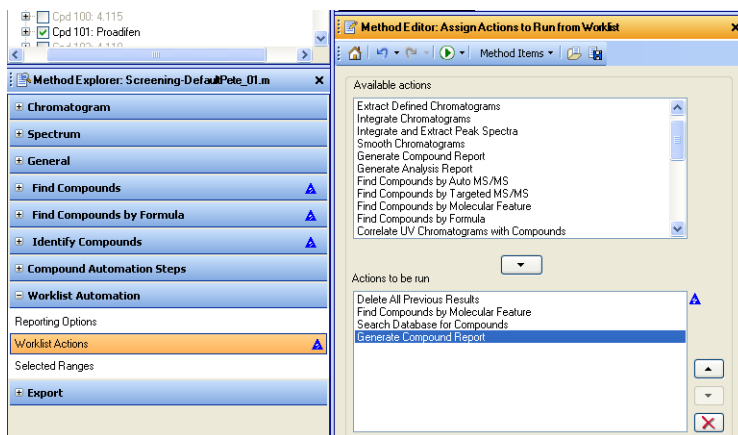 Cpd 100: 4.115
Cpd 101: Proadifen
Cpd 102: 4.119
Method Explorer: Screening-DefaultPete_01.m
Chromatogram
Spectrum
General
Find Compounds
Find Compounds by Formula
Identify Compounds
Compound Automation Steps
Worklist Automation
Reporting Options
Worklist Actions
Selected Ranges
Export
Method Editor: Assign Actions to Run from Worklist
Method Items
Available actions
Extract Defined Chromatograms
Integrate Chromatograms
Integrate and Extract Peak Spectra
Smooth Chromatograms
Generate Compound Report
Generate Analysis Report
Find Compounds by Auto MS/MS
Find Compounds by Targeted MS/MS
Find Compounds by Molecular Feature
Find Compounds by Formula
Correlate UV Chromatograms with Compounds
Actions to be run
Delete All Previous Results
Find Compounds by Molecular Feature
Search Database for Compounds
Generate Compound Report